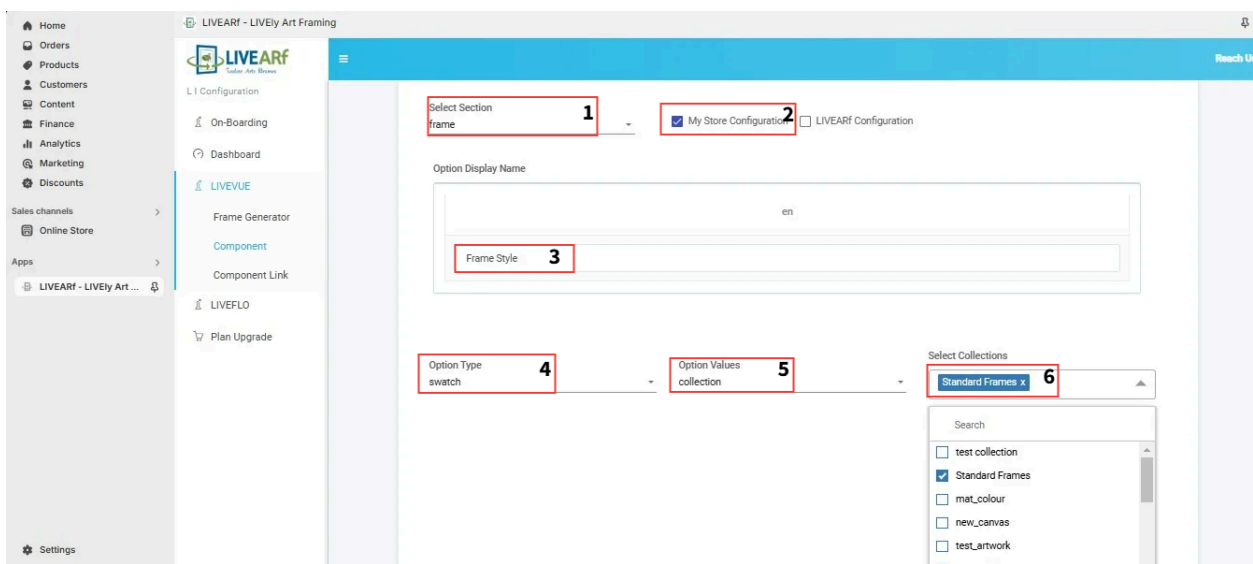 Home
Orders
Products
Customers
Content
Finance
Analytics
Marketing
Discounts
Sales channels
Online Store
Apps
LIVEARf - LIVEly Art ...
Settings
LIVEARf - LIVEly Art Framing
LIVEARf
L I Configuration
On-Boarding
Dashboard
LIVEVUE
Frame Generator
Component
Component Link
LIVEFLO
Plan Upgrade
Reach Us
Select Section
frame
1
My Store Configuration
2
LIVEARf Configuration
Option Display Name
en
Frame Style
3
Option Type
swatch
4
Option Values
collection
5
Select Collections
Standard Frames x
6
Search
test collection
Standard Frames
mat_colour
new_canvas
test_artwork